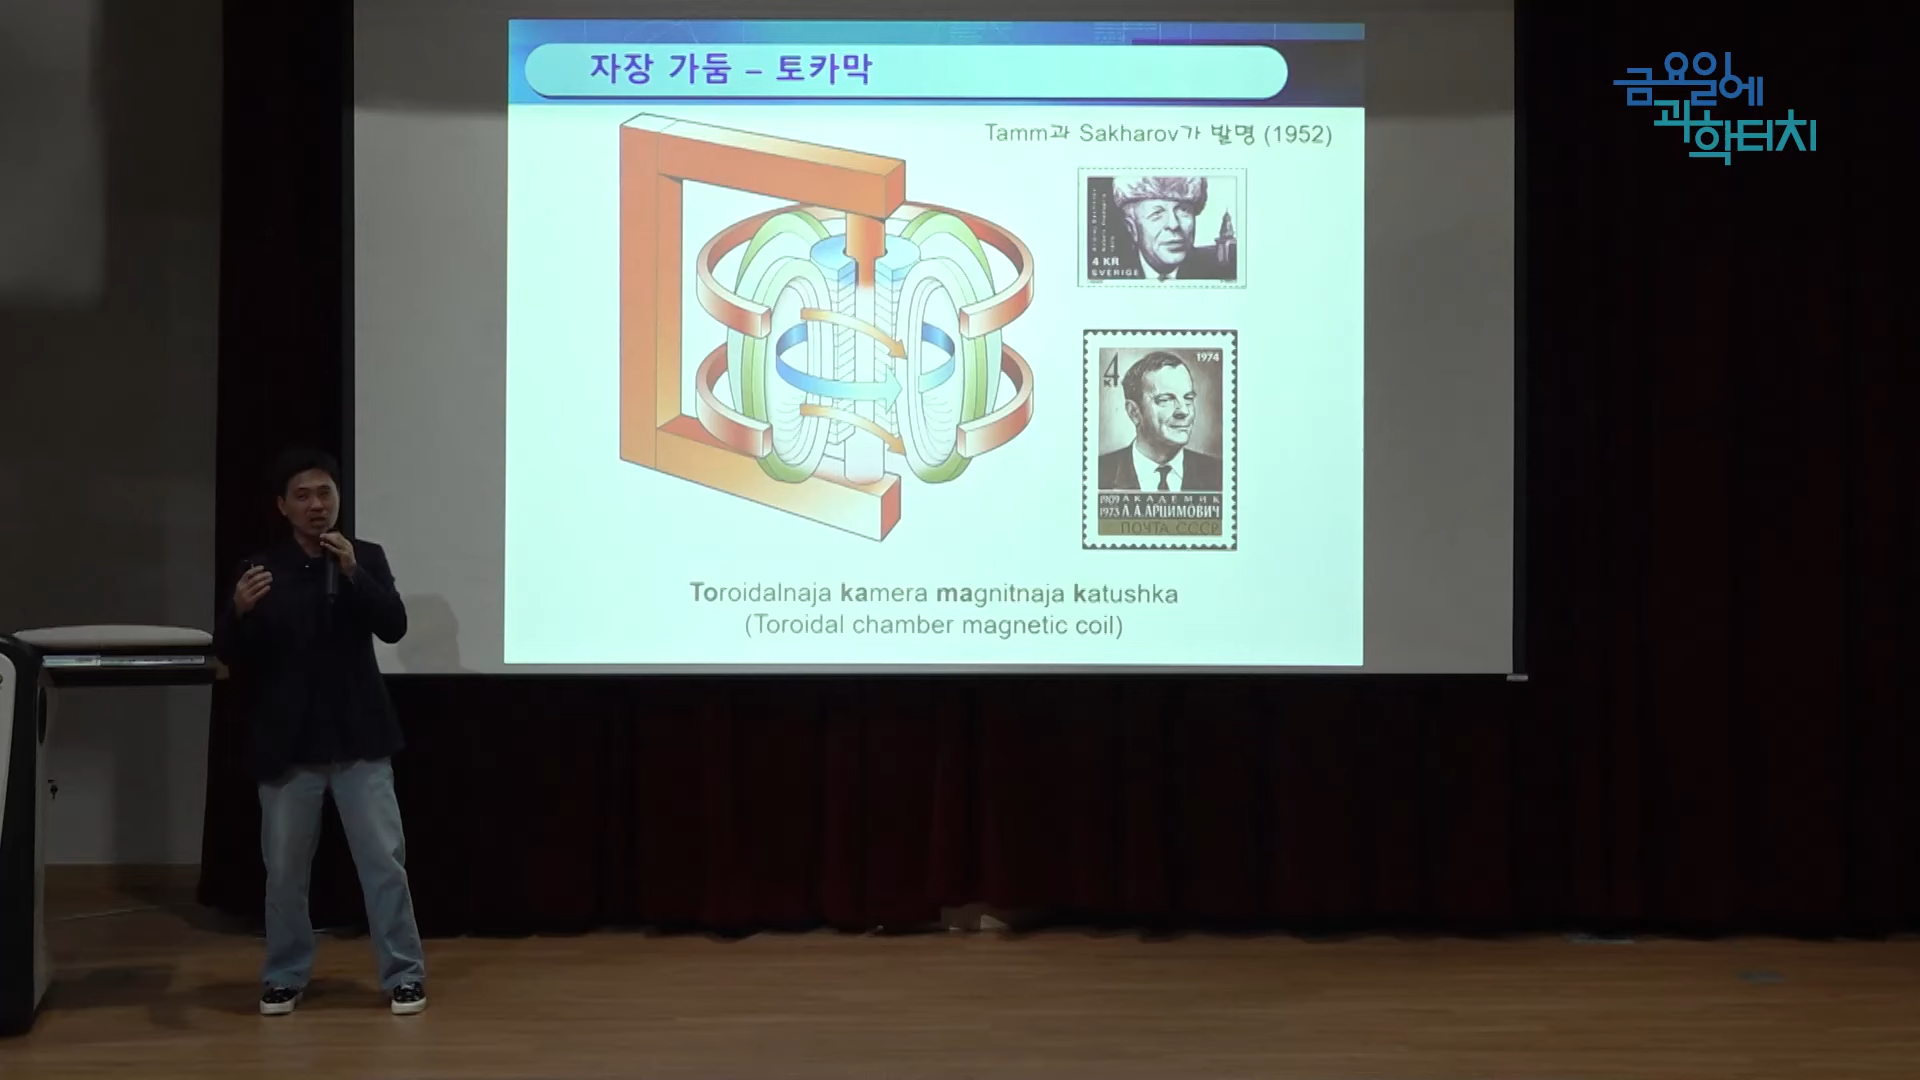 자장 가둠 – 토카막
금요일에
과학터치
Tamm과 Sakharov가 발명 (1952)
4 KR
SVERIGE
1974
4
К
1909 АКАДЕМИК
1973 Л.А.АРЦИМОВИЧ
ПОЧТА СССР
Toroidalnaja kamera magnitnaja katushka
(Toroidal chamber magnetic coil)